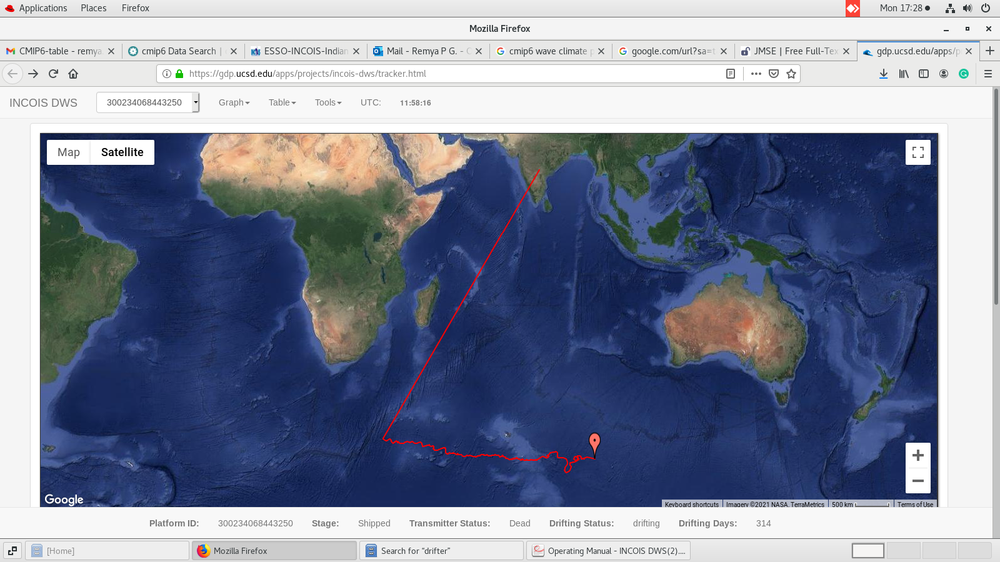 Applications Places Firefox Mon 17:28
Mozilla Firefox
CMIP6-table - remya cmip6 Data Search | ESSO-INCOIS-Indian Mail - Remya P G. - O cmip6 wave climate p google.com/url?sa=t JMSE | Free Full-Tex gdp.ucsd.edu/apps/p
https://gdp.ucsd.edu/apps/projects/incois-dws/tracker.html
INCOIS DWS 300234068443250 Graph Table Tools UTC: 11:58:16
Map Satellite
Google
Keyboard shortcuts Imagery ©2021 NASA, TerraMetrics 500 km Terms of Use
Platform ID: 300234068443250 Stage: Shipped Transmitter Status: Dead Drifting Status: drifting Drifting Days: 314
[Home] Mozilla Firefox Search for “drifter” Operating Manual - INCOIS DWS(2)....